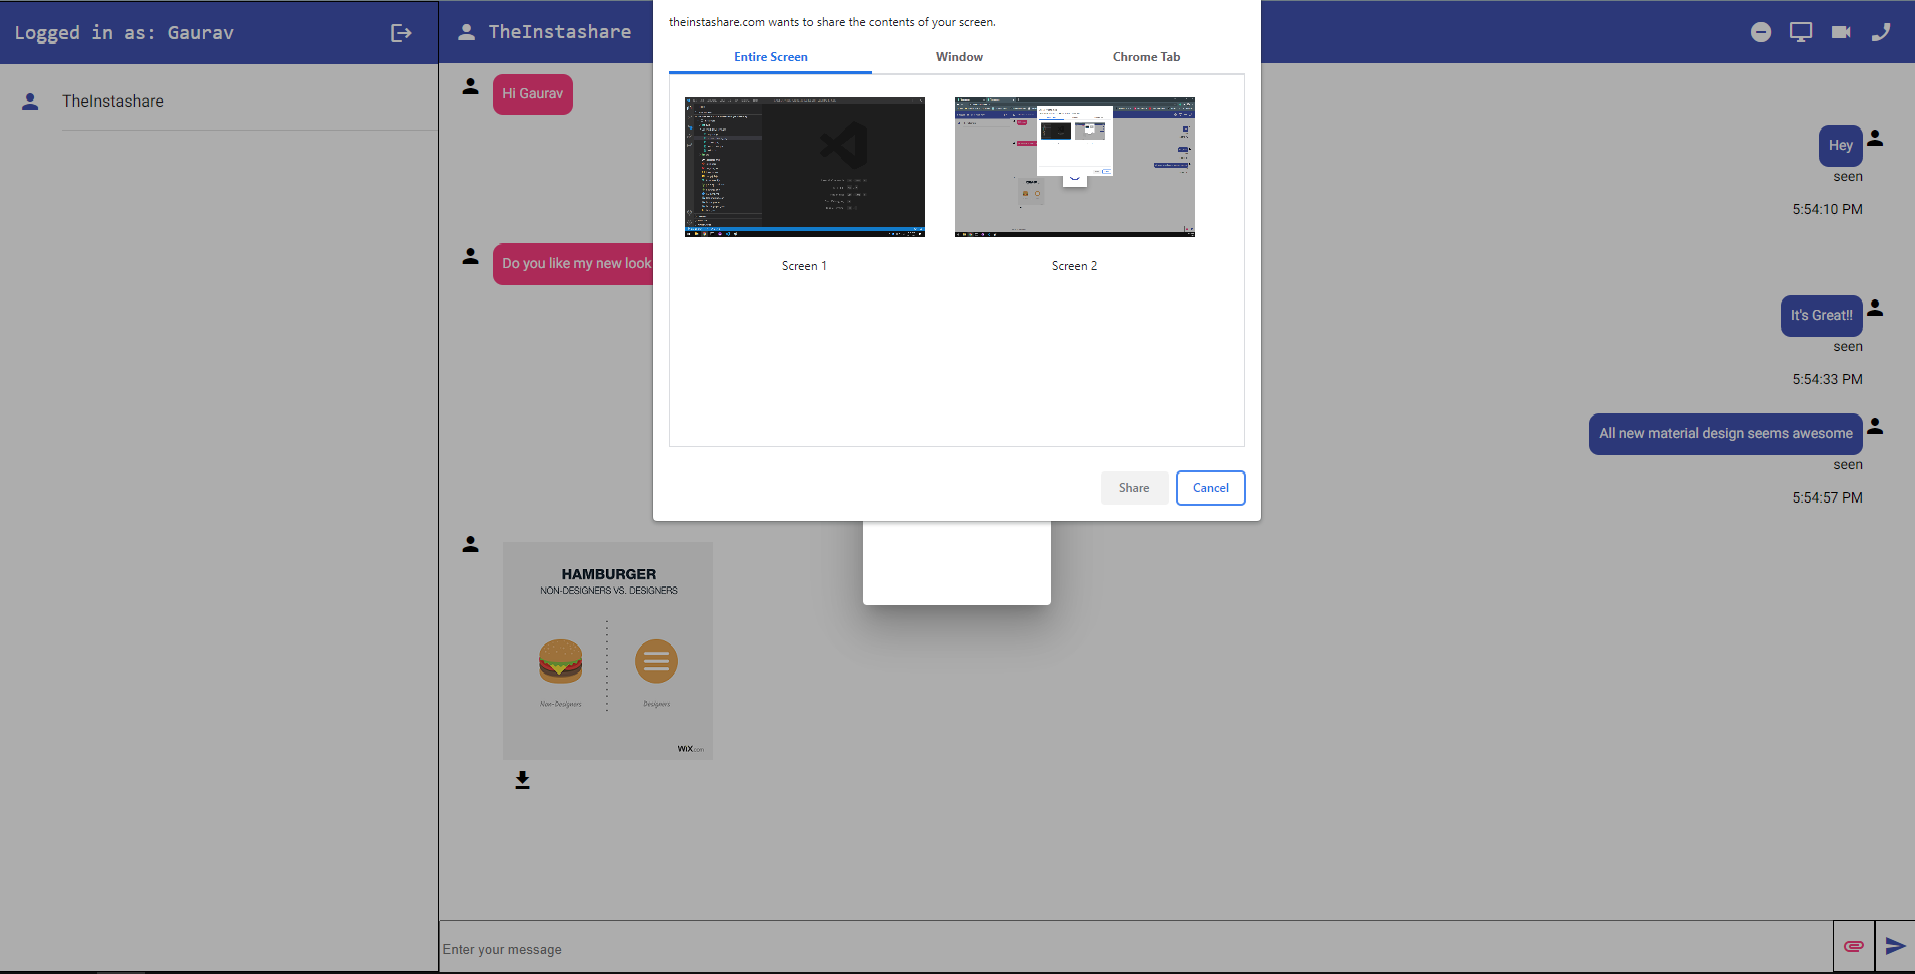 Logged in as: Gaurav
TheInstashare
TheInstashare
theinstashare.com wants to share the contents of your screen.
Entire Screen
Window
Chrome Tab
Screen 1
Screen 2
Share
Cancel
Hi Gaurav
Hey
seen
5:54:10 PM
Do you like my new look
It's Great!!
seen
5:54:33 PM
All new material design seems awesome
seen
5:54:57 PM
HAMBURGER
NON-DESIGNERS VS. DESIGNERS
Non-Designers
Designers
WiX.com
Enter your message